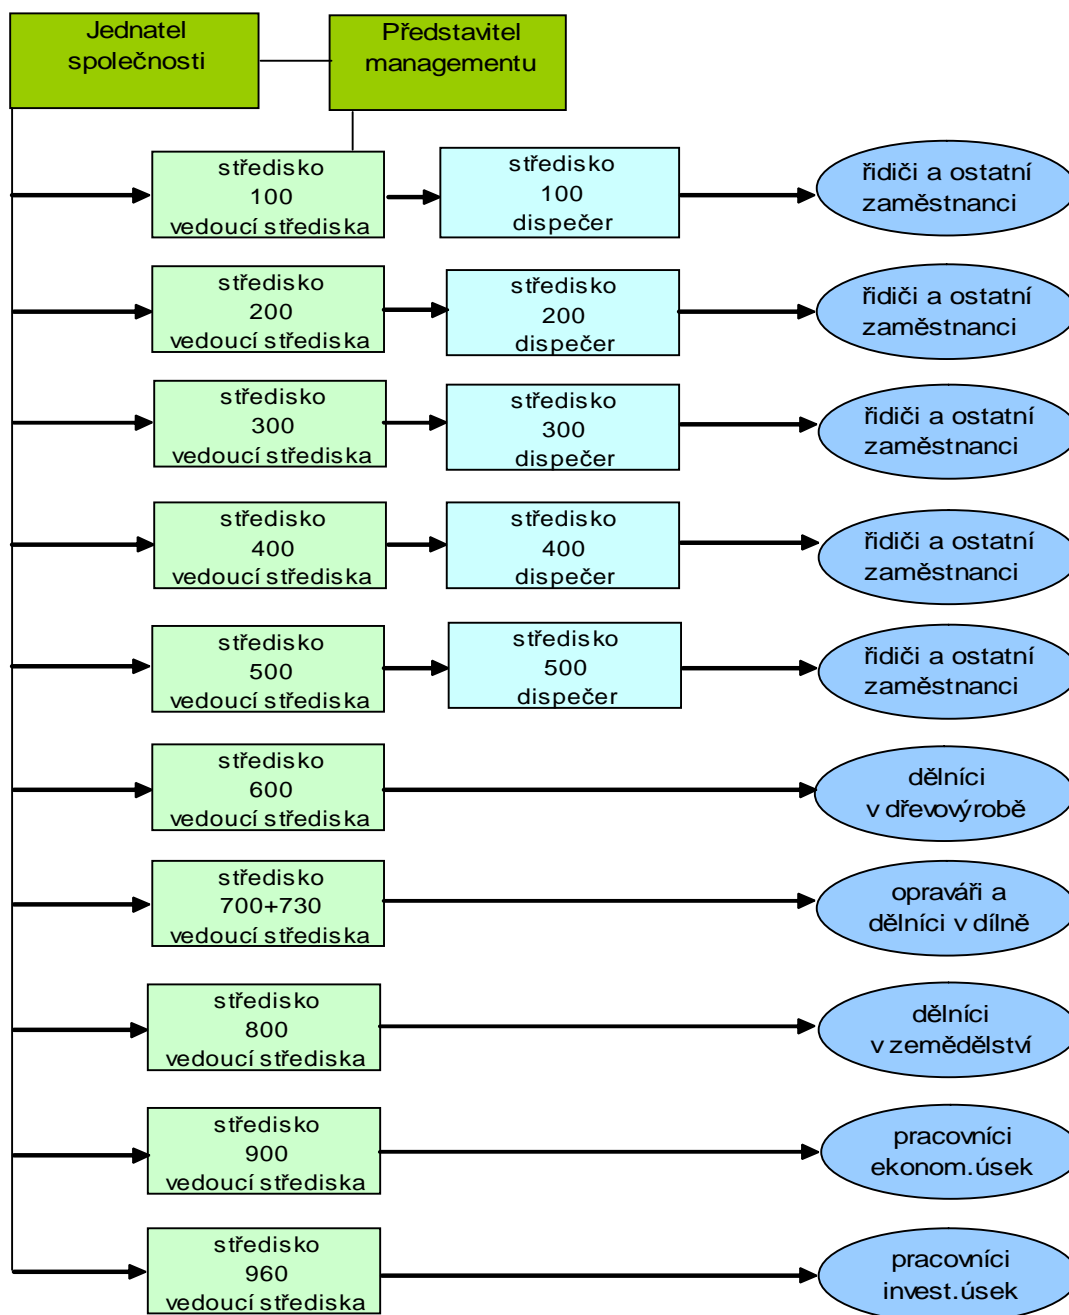 Jednatel
společnosti
Představitel
managementu
středisko
100
vedoucí střediska
středisko
100
dispečer
řidiči a ostatní
zaměstnanci
středisko
200
vedoucí střediska
středisko
200
dispečer
řidiči a ostatní
zaměstnanci
středisko
300
vedoucí střediska
středisko
300
dispečer
řidiči a ostatní
zaměstnanci
středisko
400
vedoucí střediska
středisko
400
dispečer
řidiči a ostatní
zaměstnanci
středisko
500
vedoucí střediska
středisko
500
dispečer
řidiči a ostatní
zaměstnanci
středisko
600
vedoucí střediska
dělníci
v dřevovýrobě
středisko
700+730
vedoucí střediska
opraváři a
dělníci v dílně
středisko
800
vedoucí střediska
dělníci
v zemědělství
středisko
900
vedoucí střediska
pracovníci
ekonom.úsek
středisko
960
vedoucí střediska
pracovníci
invest.úsek